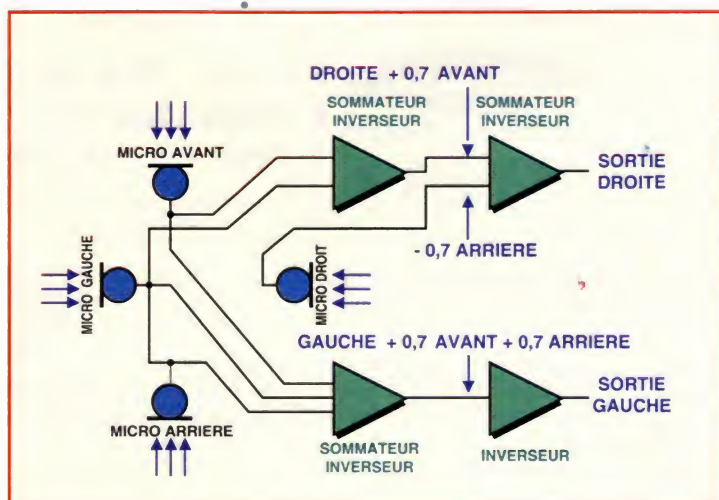 DROITE + 0,7 AVANT
SOMMATEUR
INVERSEUR
SOMMATEUR
INVERSEUR
MICRO AVANT
SORTIE
DROITE
- 0,7 ARRIERE
MICRO GAUCHE
MICRO DROIT
GAUCHE + 0,7 AVANT + 0,7 ARRIERE
SORTIE
GAUCHE
MICRO ARRIERE
SOMMATEUR
INVERSEUR
INVERSEUR